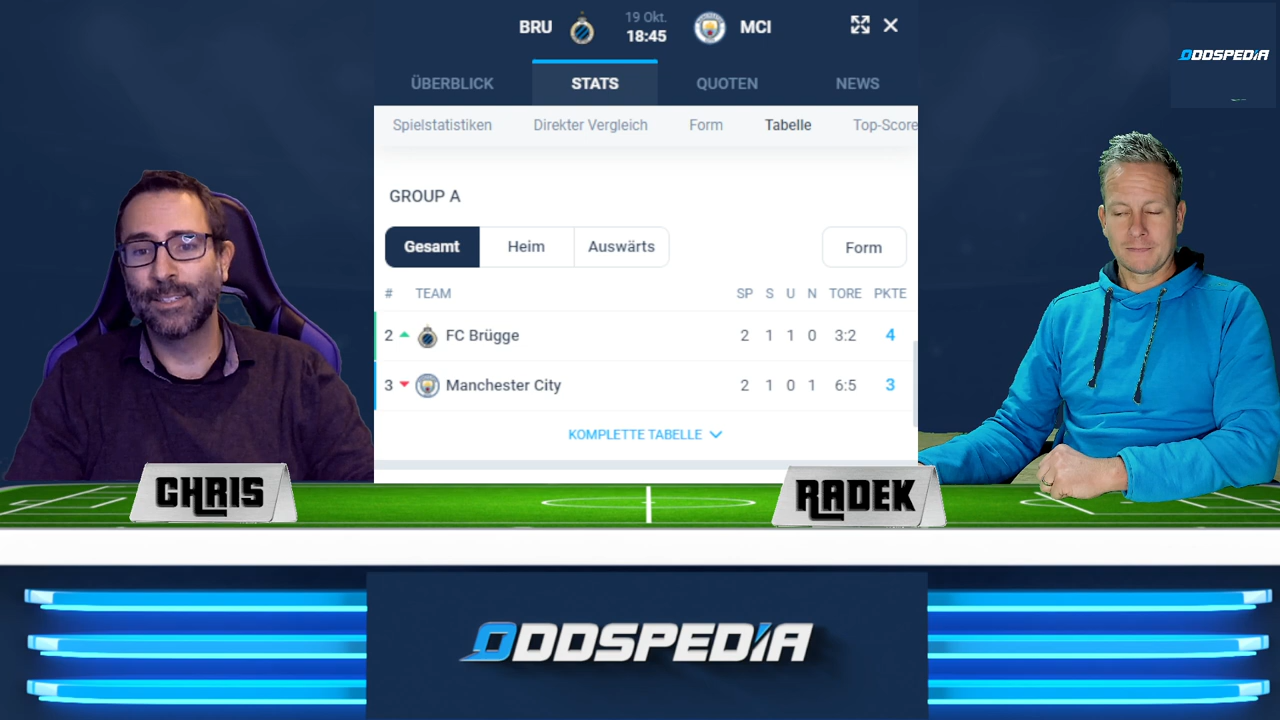 BRU 19 Okt. 18:45 MCI
ODDSPEDIA
ÜBERBLICK STATS QUOTEN NEWS
Spielstatistiken Direkter Vergleich Form Tabelle Top-Score
GROUP A
Gesamt Heim Auswärts Form
# TEAM SP S U N TORE PKTE
2 FC Brügge 2 1 1 0 3:2 4
3 Manchester City 2 1 0 1 6:5 3
KOMPLETTE TABELLE
CHRIS RADEK
ODDSPEDIA